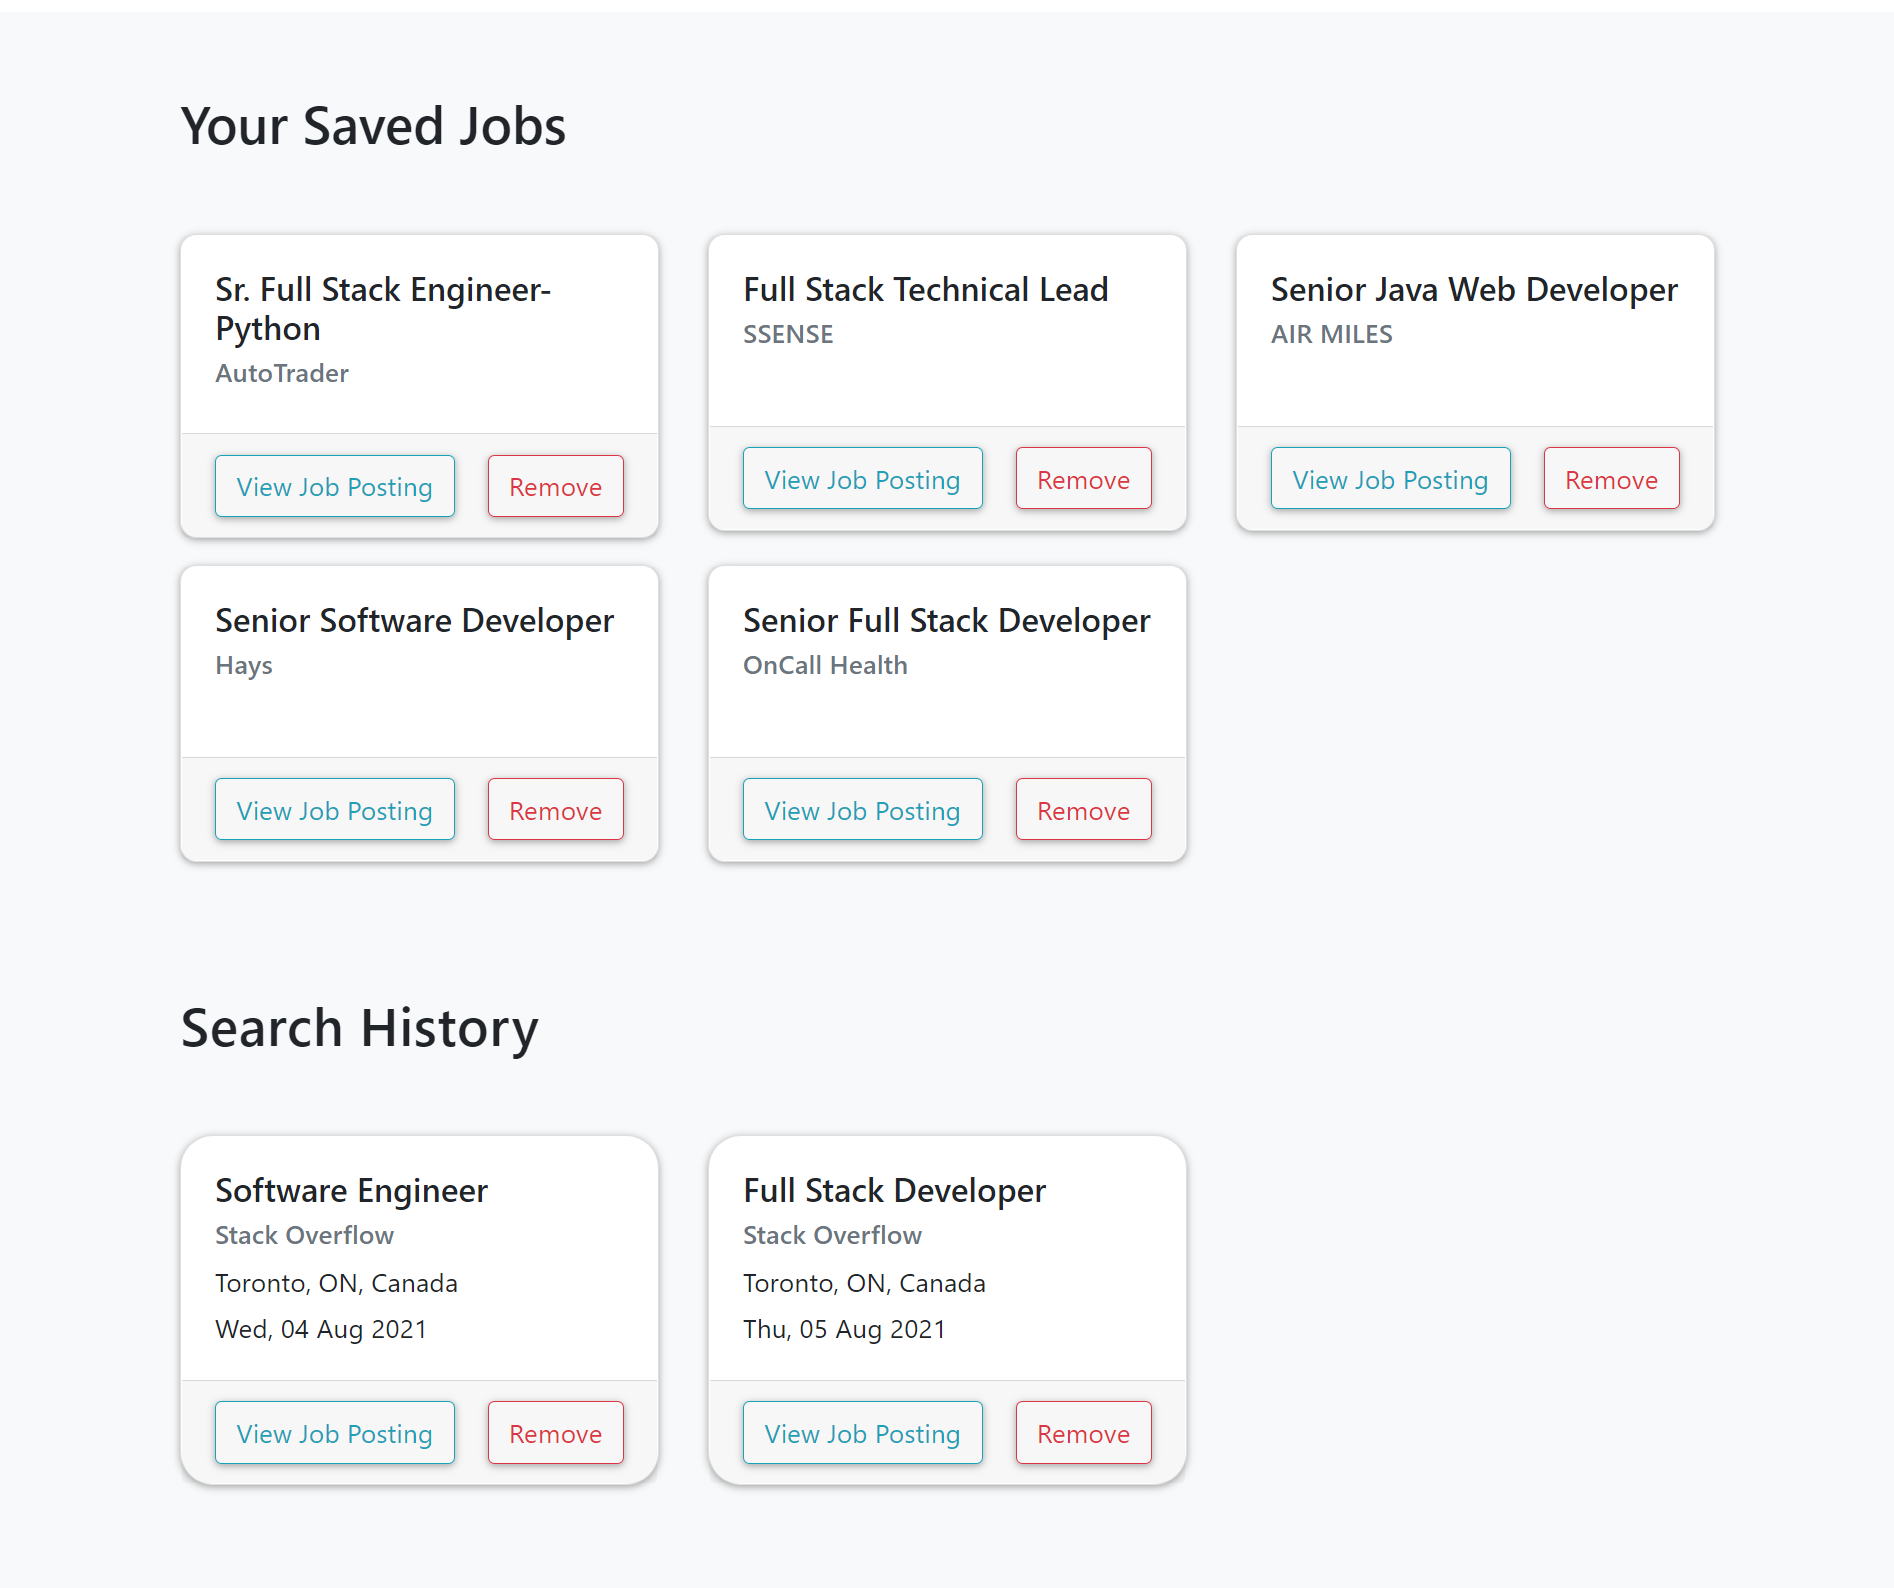 Your Saved Jobs
Sr. Full Stack Engineer-
Python
AutoTrader
View Job Posting
Remove
Full Stack Technical Lead
SSENSE
View Job Posting
Remove
Senior Java Web Developer
AIR MILES
View Job Posting
Remove
Senior Software Developer
Hays
View Job Posting
Remove
Senior Full Stack Developer
OnCall Health
View Job Posting
Remove
Search History
Software Engineer
Stack Overflow
Toronto, ON, Canada
Wed, 04 Aug 2021
View Job Posting
Remove
Full Stack Developer
Stack Overflow
Toronto, ON, Canada
Thu, 05 Aug 2021
View Job Posting
Remove